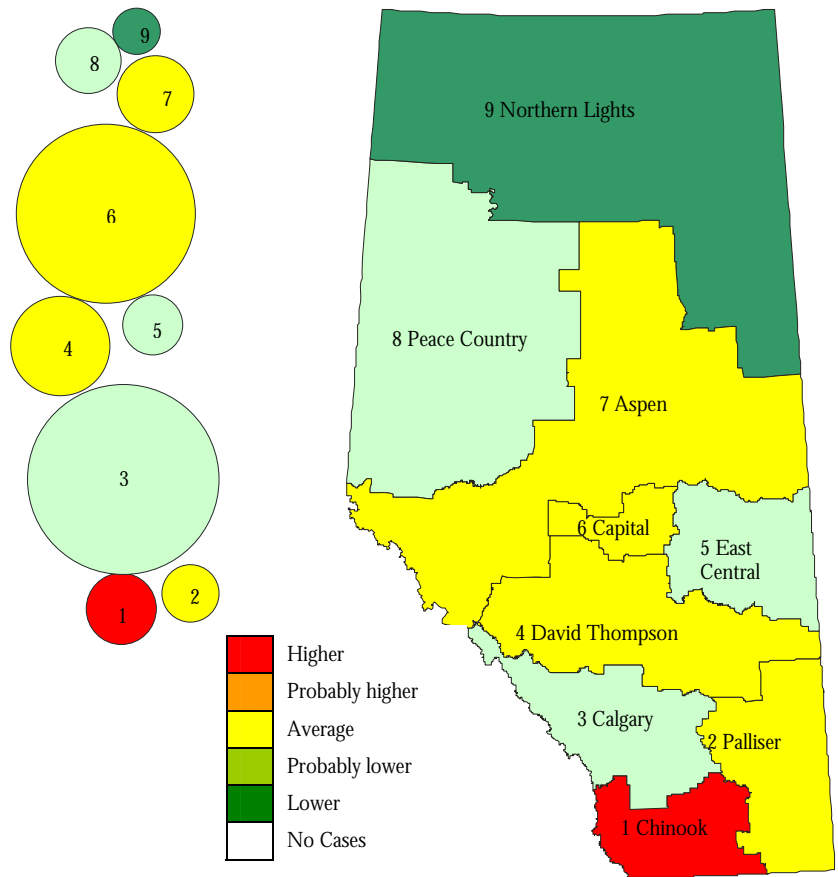 9
8
7
6
4
5
3
1
2
Higher
Probably higher
Average
Probably lower
Lower
No Cases
9 Northern Lights
8 Peace Country
7 Aspen
6 Capital
5 East
Central
4 David Thompson
3 Calgary
2 Palliser
1 Chinook